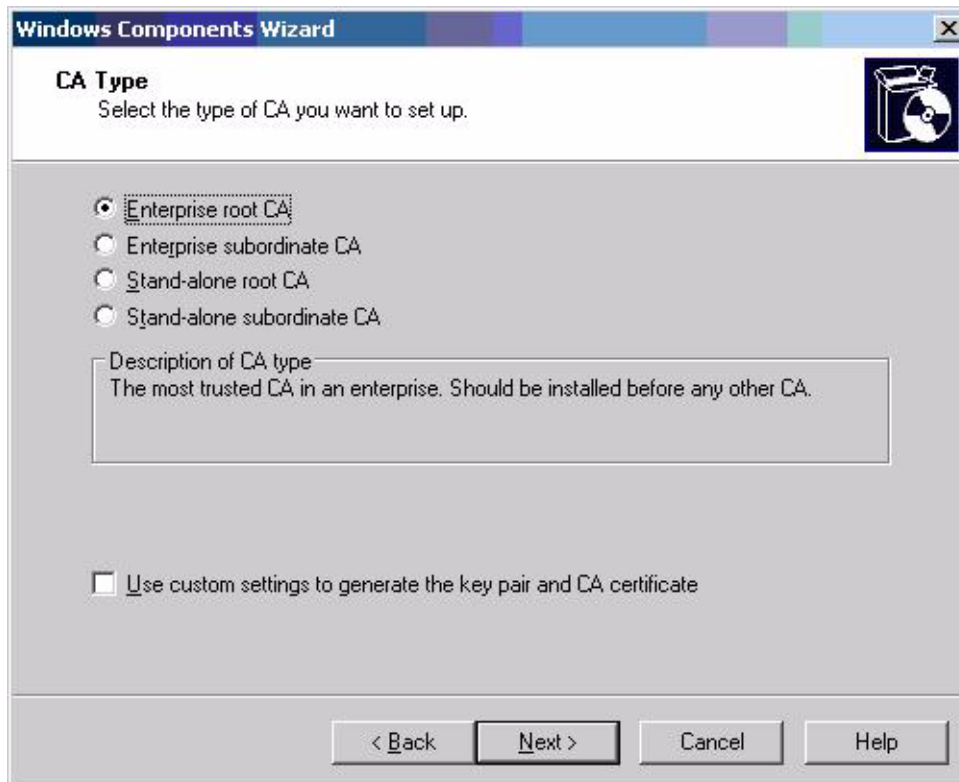 Windows Components Wizard
CA Type
Select the type of CA you want to set up.
Enterprise root CA
Enterprise subordinate CA
Stand-alone root CA
Stand-alone subordinate CA
Description of CA type
The most trusted CA in an enterprise. Should be installed before any other CA.
Use custom settings to generate the key pair and CA certificate
< Back Next > Cancel Help